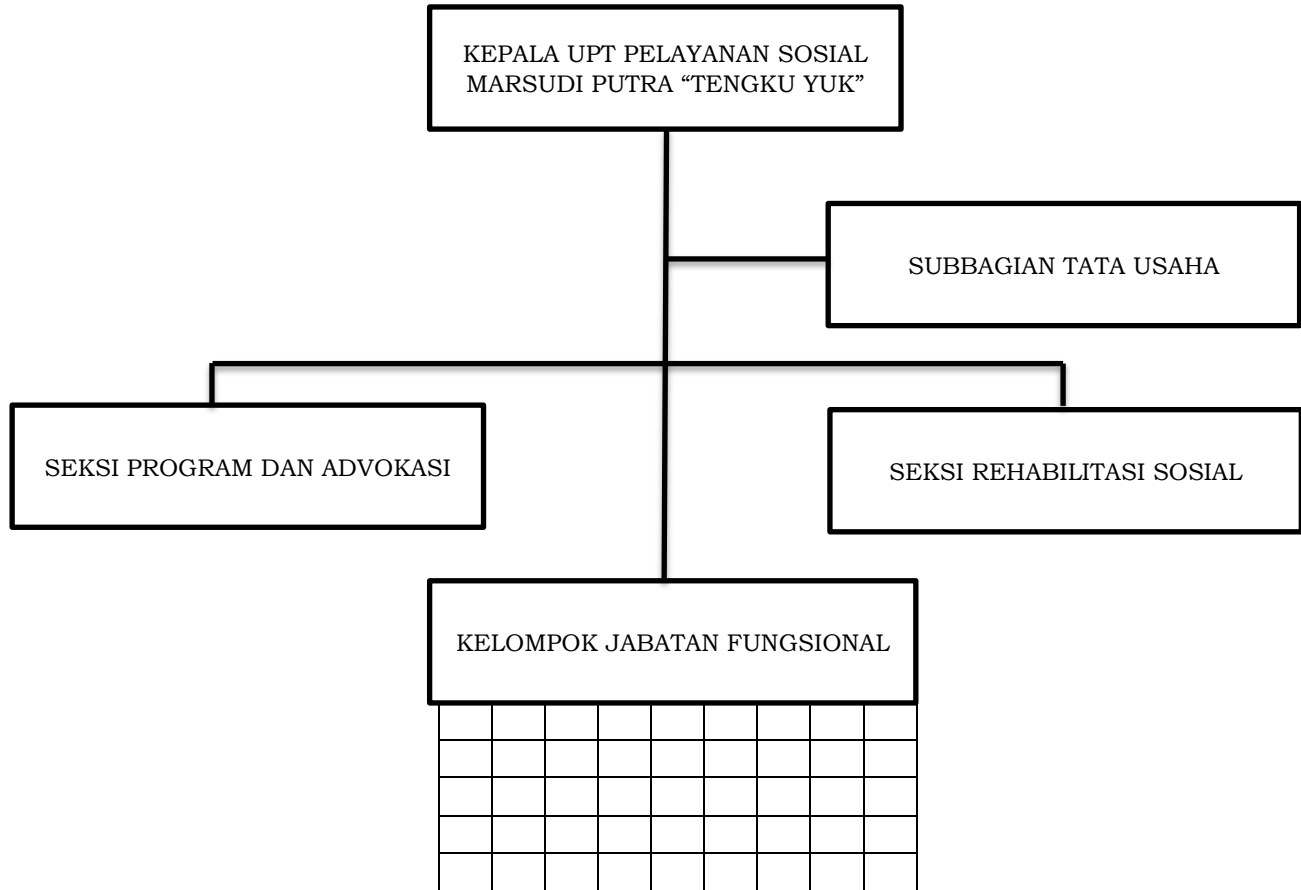 KEPALA UPT PELAYANAN SOSIAL
MARSUDI PUTRA “TENGKU YUK”
SUBBAGIAN TATA USAHA
SEKSI PROGRAM DAN ADVOKASI
SEKSI REHABILITASI SOSIAL
KELOMPOK JABATAN FUNGSIONAL